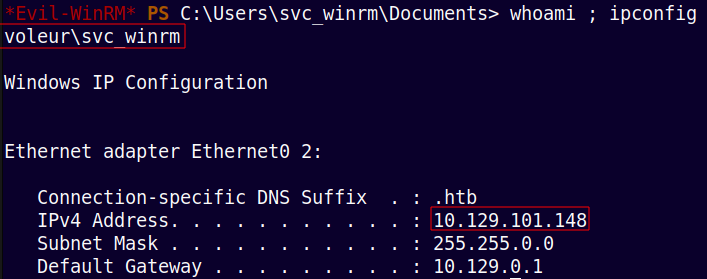 *Evil-WinRM* PS C:\Users\svc_winrm\Documents> whoami ; ipconfig
voleur\svc_winrm
Windows IP Configuration
Ethernet adapter Ethernet0 2:
Connection-specific DNS Suffix  . : .htb
IPv4 Address. . . . . . . . . . . : 10.129.101.148
Subnet Mask . . . . . . . . . . . : 255.255.0.0
Default Gateway . . . . . . . . . : 10.129.0.1